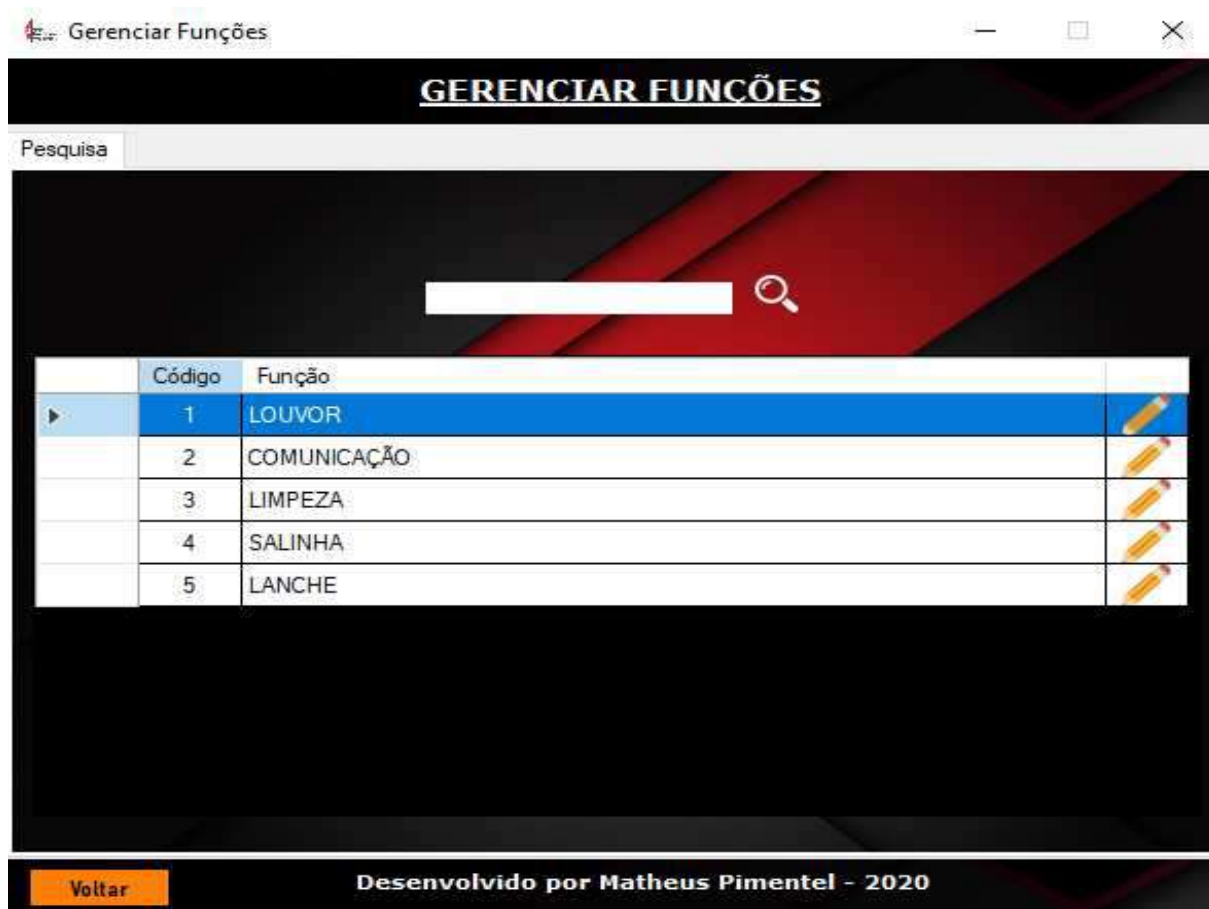 Gerenciar Funções
GERENCIAR FUNÇÕES
Pesquisa
Código Função
1 LOUVOR
2 COMUNICAÇÃO
3 LIMPEZA
4 SALINHA
5 LANCHE
Voltar Desenvolvido por Matheus Pimentel - 2020